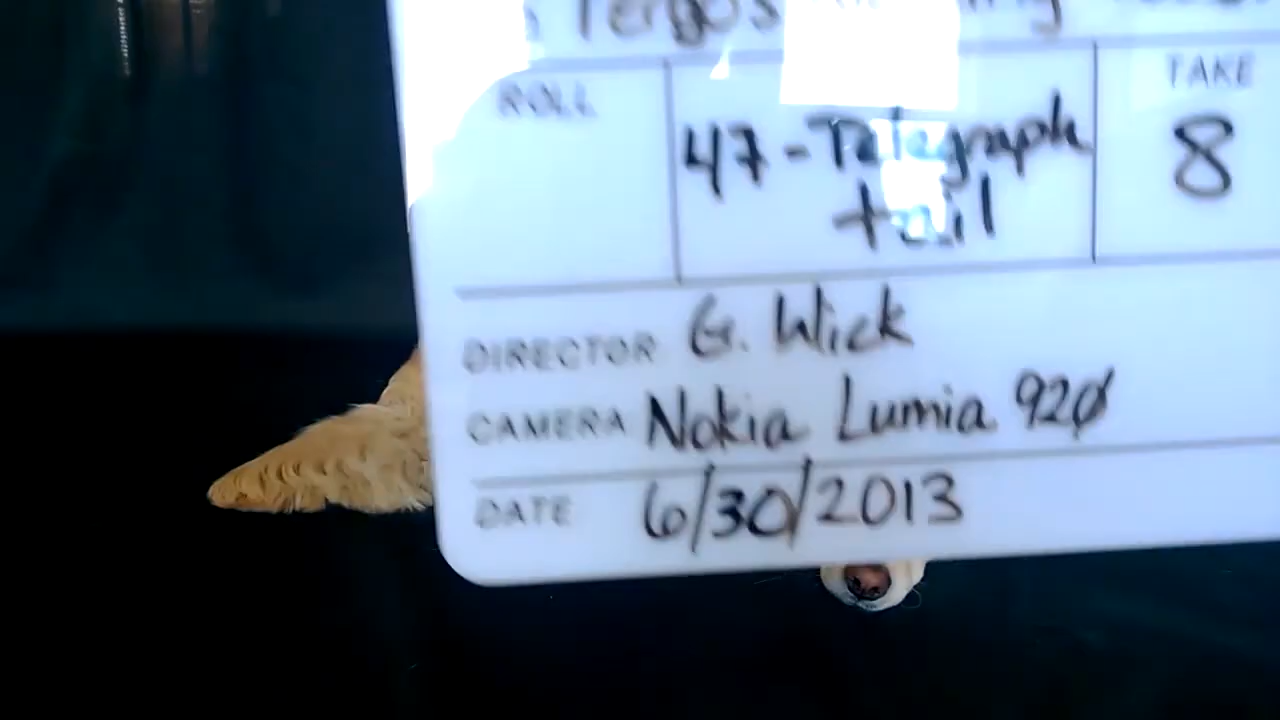 ROLL
TAKE
47-Telegraph
8
tail
DIRECTOR G. Wick
CAMERA Nokia Lumia 920
DATE 6/30/2013